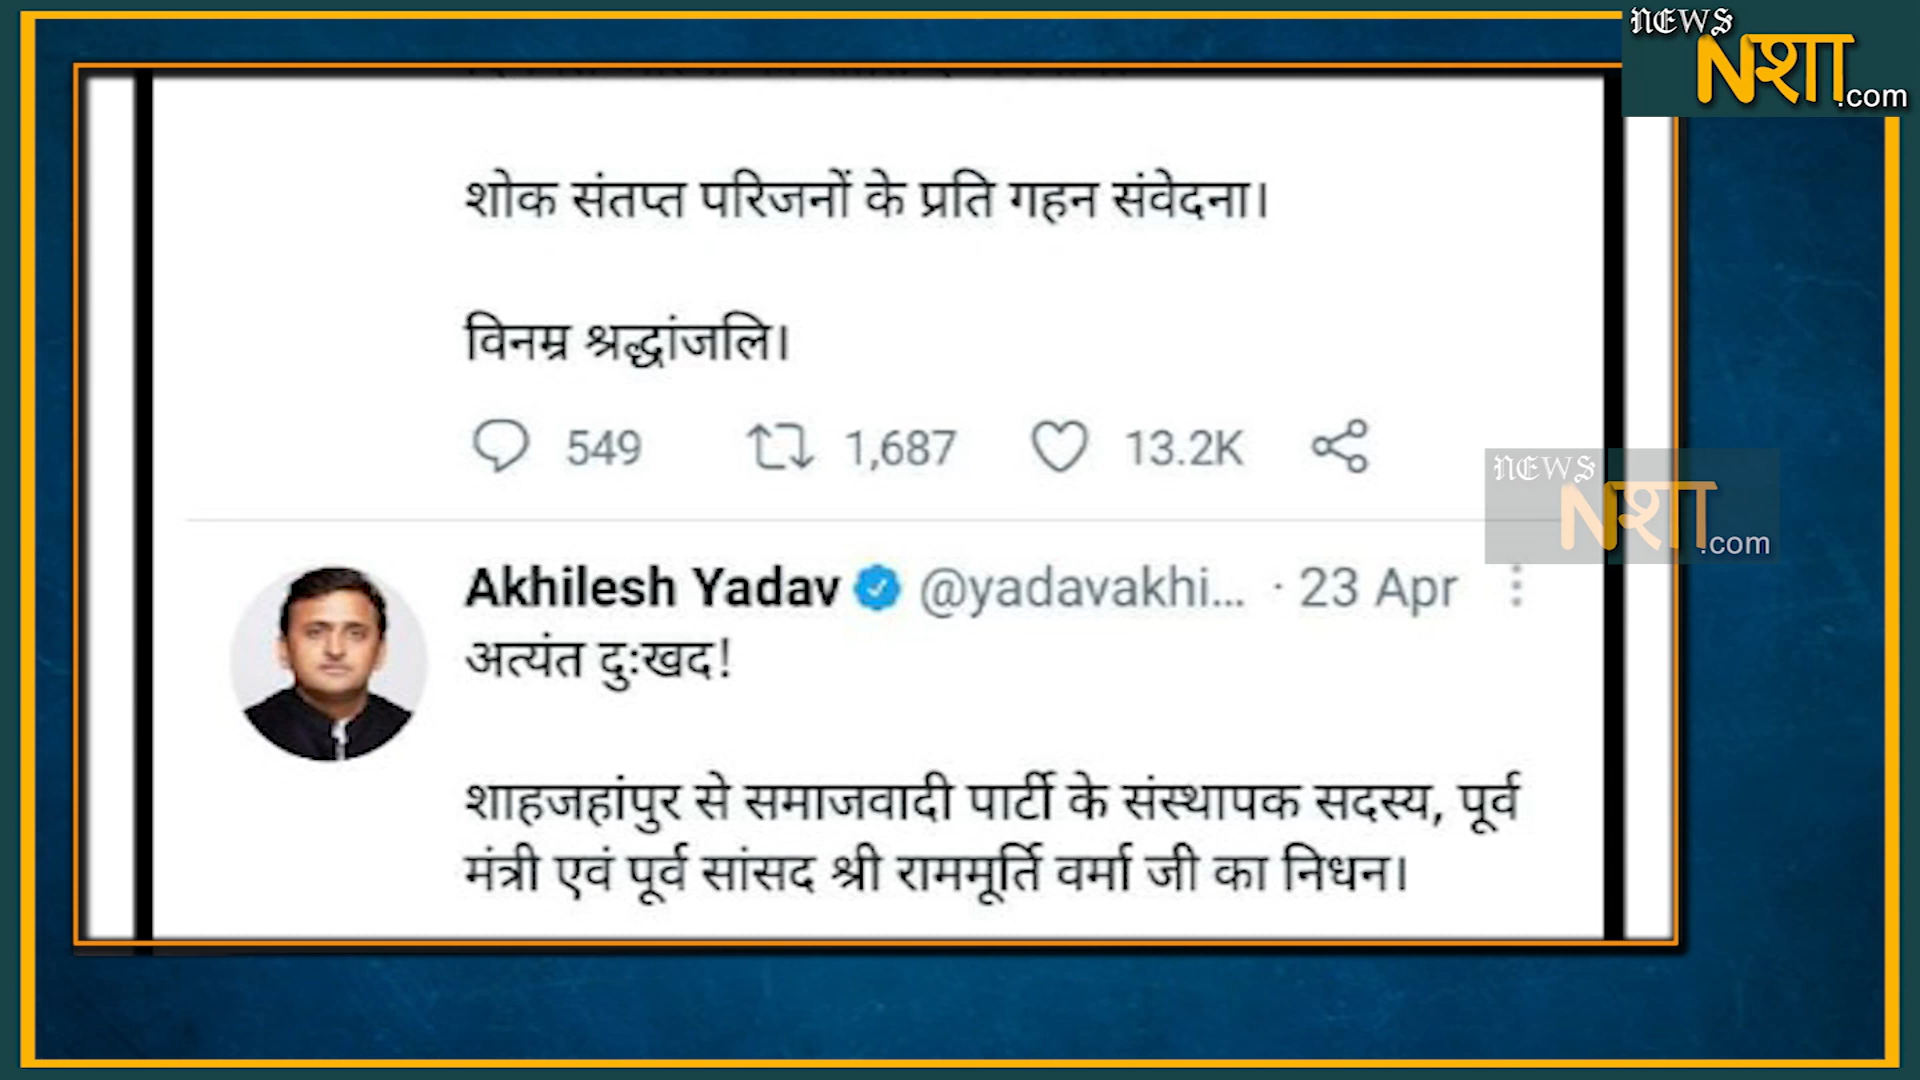 NEWS
Nशा.com
शोक संतप्त परिजनों के प्रति गहन संवेदना।
विनम्र श्रद्धांजलि।
549 1,687 13.2K
NEWS
Nशा.com
Akhilesh Yadav @yadavakhi... · 23 Apr
अत्यंत दुःखद!
शाहजहांपुर से समाजवादी पार्टी के संस्थापक सदस्य, पूर्व
मंत्री एवं पूर्व सांसद श्री राममूर्ति वर्मा जी का निधन।